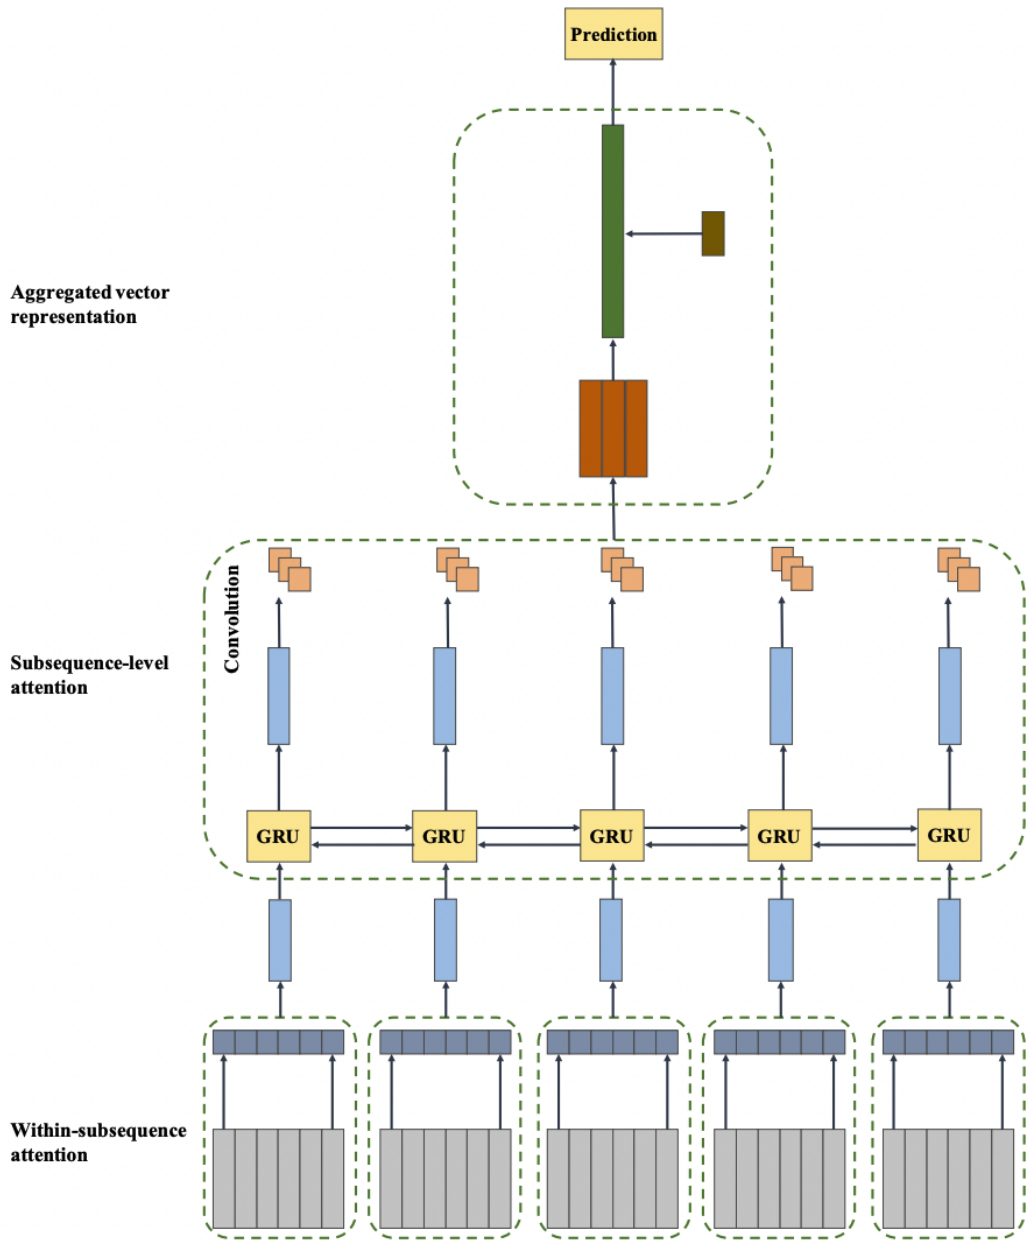 Prediction
Aggregated vector
representation
Convolution
Subsequence-level
attention
GRU GRU GRU GRU GRU
Within-subsequence
attention